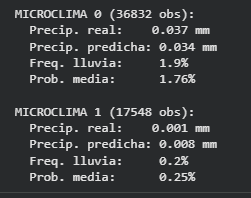 MICROCLIMA 0 (36832 obs):
Precip. real: 0.037 mm
Precip. predicha: 0.034 mm
Freq. lluvia: 1.9%
Prob. media: 1.76%
MICROCLIMA 1 (17548 obs):
Precip. real: 0.001 mm
Precip. predicha: 0.008 mm
Freq. lluvia: 0.2%
Prob. media: 0.25%